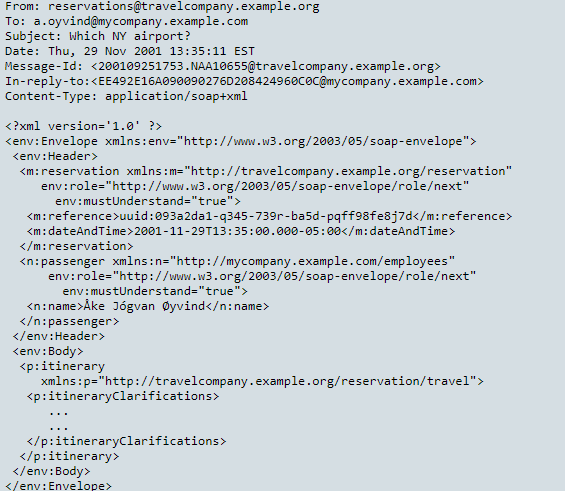 From: reservations@travelcompany.example.org
To: a.oyvind@mycompany.example.com
Subject: Which NY airport?
Date: Thu, 29 Nov 2001 13:35:11 EST
Message-Id: <200109251753.NAA10655@travelcompany.example.org>
In-reply-to:<EE492E16A090090276D208424960C0C@mycompany.example.com>
Content-Type: application/soap+xml

<?xml version='1.0' ?>
<env:Envelope xmlns:env="http://www.w3.org/2003/05/soap-envelope">
 <env:Header>
  <m:reservation xmlns:m="http://travelcompany.example.org/reservation"
     env:role="http://www.w3.org/2003/05/soap-envelope/role/next"
       env:mustUnderstand="true">
   <m:reference>uuid:093a2da1-q345-739r-ba5d-pqff98fe8j7d</m:reference>
   <m:dateAndTime>2001-11-29T13:35:00.000-05:00</m:dateAndTime>
  </m:reservation>
  <n:passenger xmlns:n="http://mycompany.example.com/employees"
      env:role="http://www.w3.org/2003/05/soap-envelope/role/next"
        env:mustUnderstand="true">
   <n:name>Åke Jógvan Øyvind</n:name>
  </n:passenger>
 </env:Header>
 <env:Body>
  <p:itinerary
     xmlns:p="http://travelcompany.example.org/reservation/travel">
   <p:itineraryClarifications>
      ...
      ...
   </p:itineraryClarifications>
  </p:itinerary>
 </env:Body>
</env:Envelope>